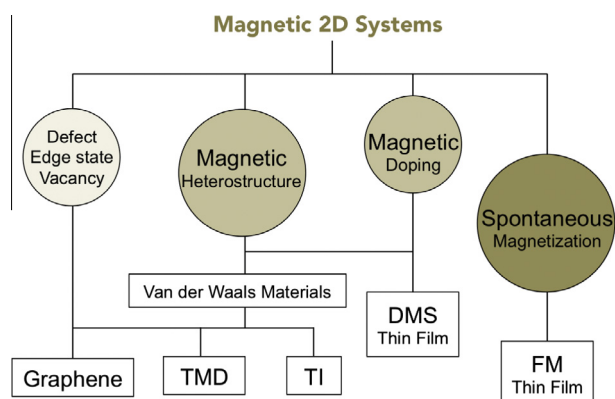 Magnetic 2D Systems
Defect
Edge state
Vacancy
Magnetic
Heterostructure
Magnetic
Doping
Spontaneous
Magnetization
Van der Waals Materials
DMS
Thin Film
Graphene
TMD
TI
FM
Thin Film